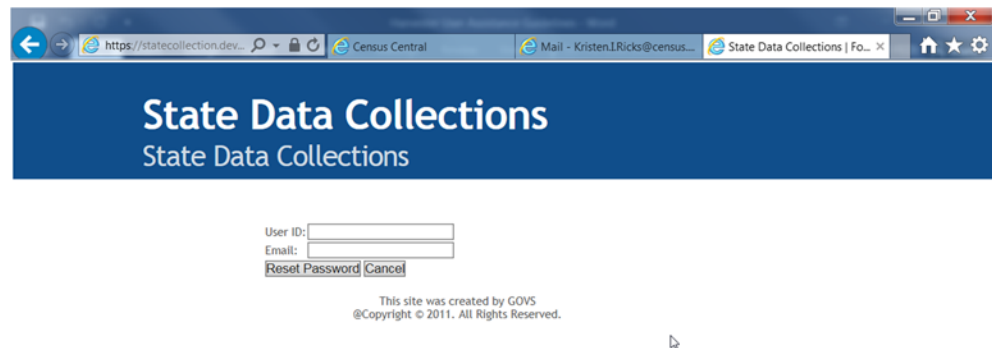 https://statecollection.dev...
Census Central
Mail - Kristen.I.Ricks@census...
State Data Collections | Fo...
State Data Collections
State Data Collections
User ID:
Email:
Reset Password Cancel
This site was created by GOVS
@Copyright © 2011. All Rights Reserved.